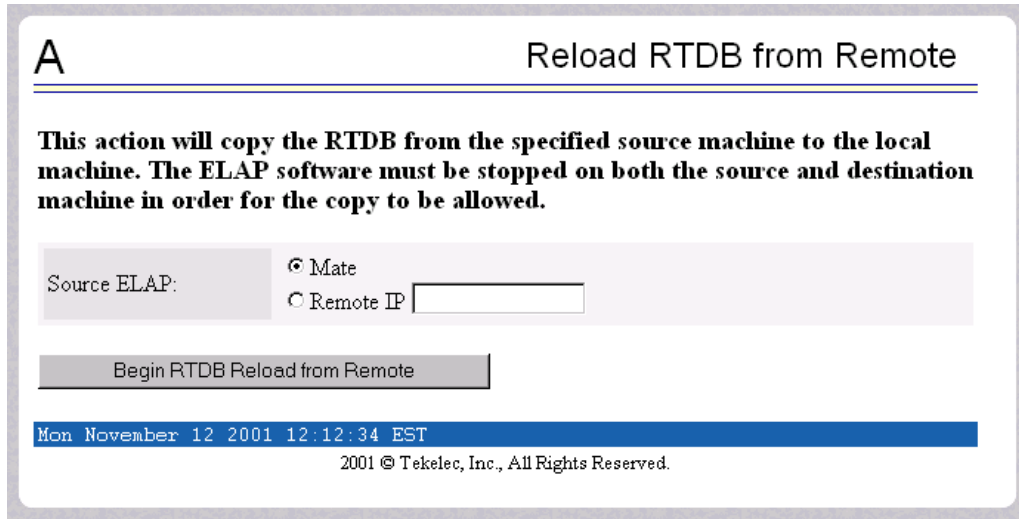 A Reload RTDB from Remote
This action will copy the RTDB from the specified source machine to the local
machine. The ELAP software must be stopped on both the source and destination
machine in order for the copy to be allowed.
Source ELAP:
Mate
Remote IP
Begin RTDB Reload from Remote
Mon November 12 2001 12:12:34 EST
2001 © Tekelec, Inc., All Rights Reserved.